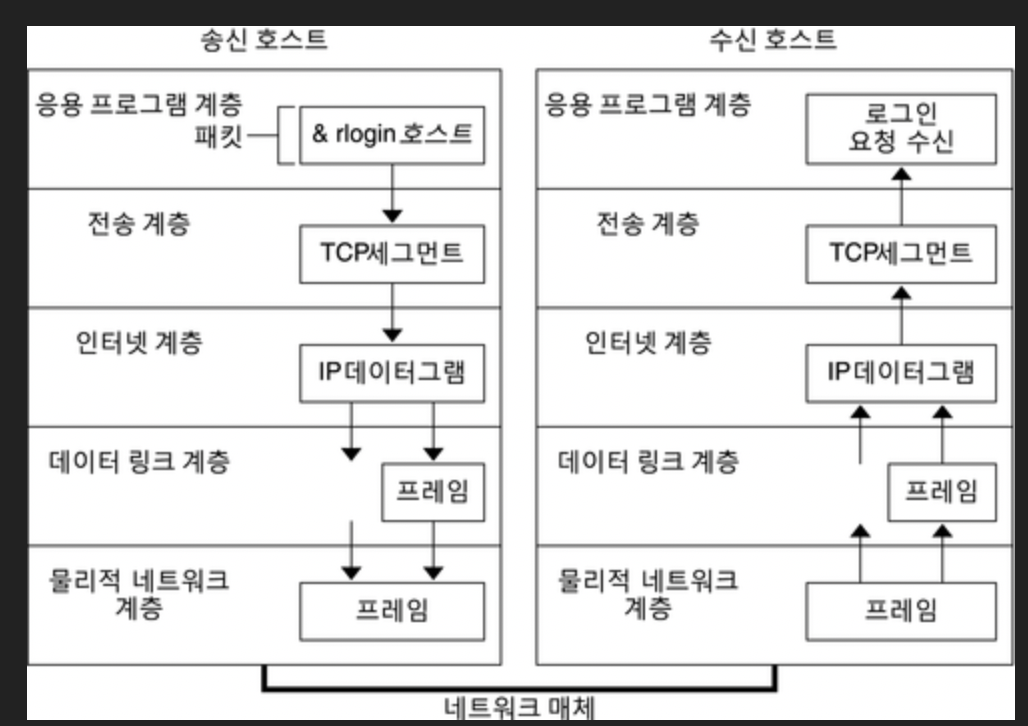 송신 호스트
수신 호스트
응용 프로그램 계층
패킷
& rlogin 호스트
응용 프로그램 계층
로그인
요청 수신
전송 계층
TCP세그먼트
전송 계층
TCP세그먼트
인터넷 계층
IP데이터그램
인터넷 계층
IP데이터그램
데이터 링크 계층
프레임
데이터 링크 계층
프레임
물리적 네트워크
계층
프레임
물리적 네트워크
계층
프레임
네트워크 매체